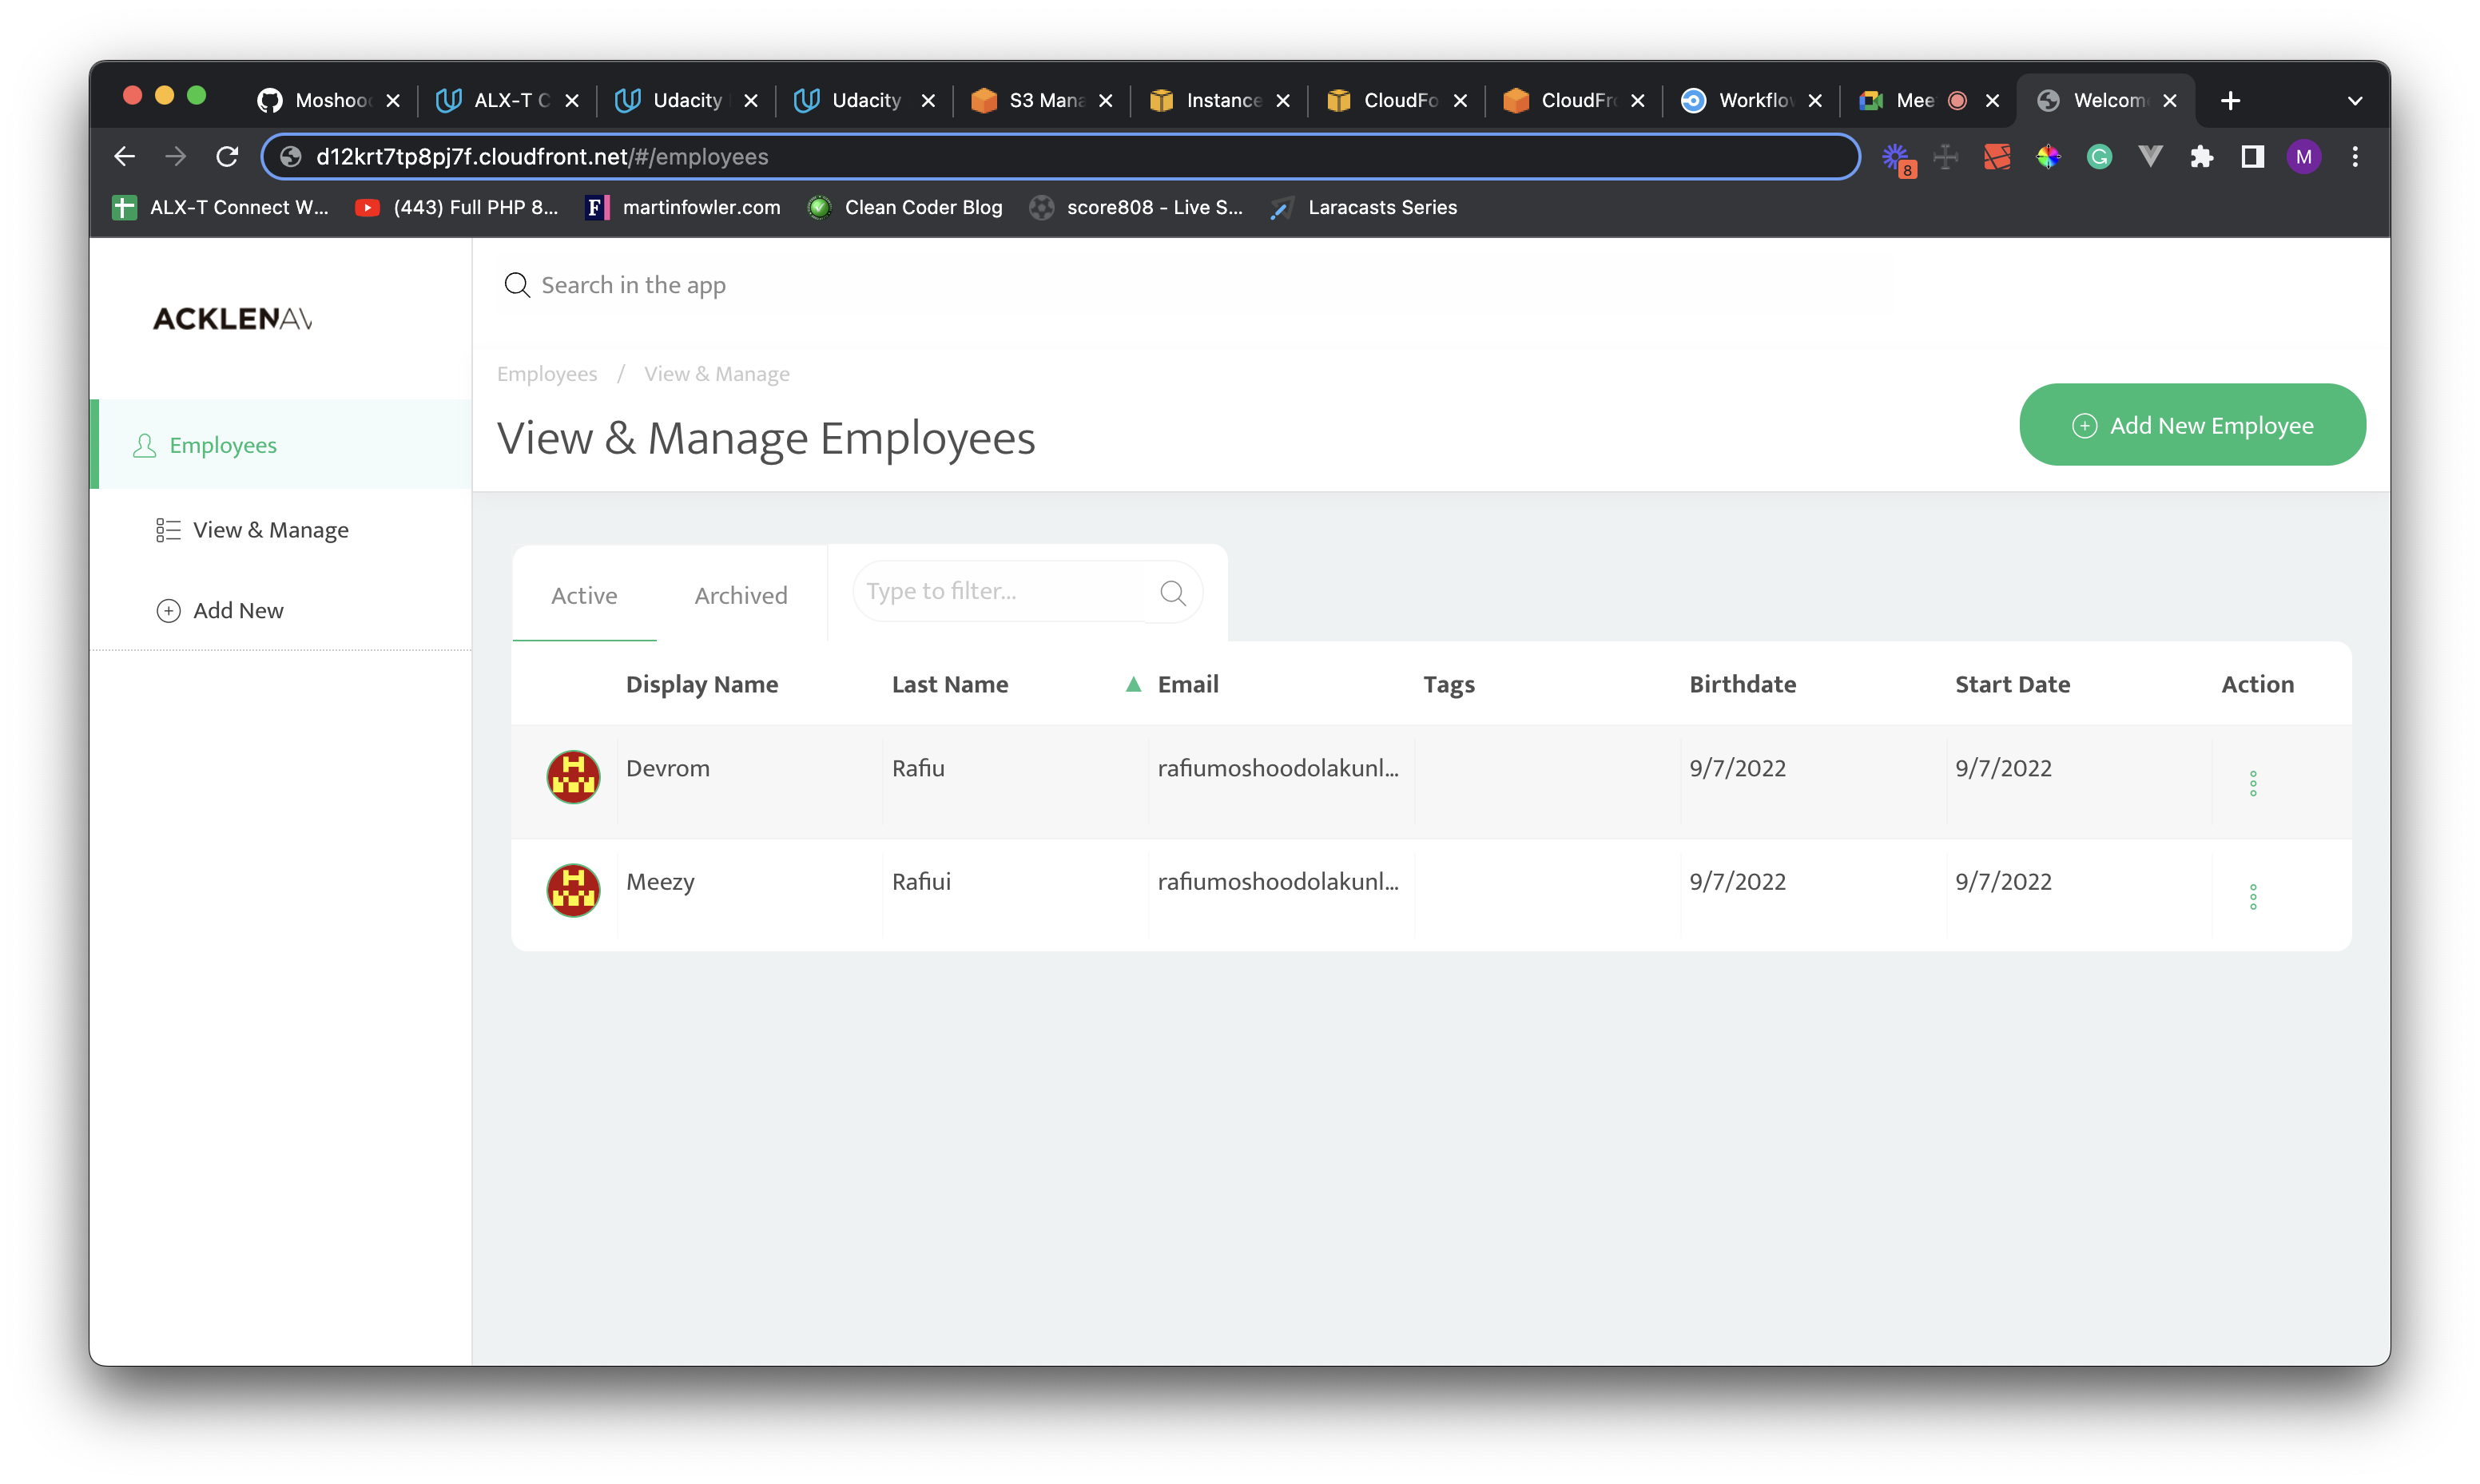 Moshoo ALX-T C Udacity Udacity S3 Mana Instance CloudFo CloudFr Workflo Mee Welcom
d12krt7tp8pj7f.cloudfront.net/#/employees
8 M
ALX-T Connect W... (443) Full PHP 8... martinfowler.com Clean Coder Blog score808 - Live S... Laracasts Series
Search in the app
ACKLENAV
Employees / View & Manage
View & Manage Employees
Add New Employee
Employees
View & Manage
Add New
Active Archived Type to filter...
Display Name Last Name Email Tags Birthdate Start Date Action
Devrom Rafiu rafiumoshoodolakunl... 9/7/2022 9/7/2022
Meezy Rafiui rafiumoshoodolakunl... 9/7/2022 9/7/2022